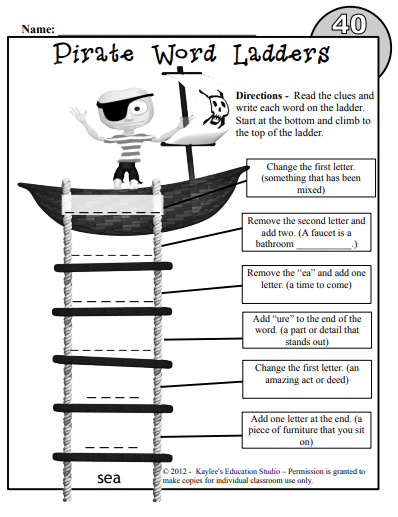 40
Name: ___________________________
Pirate Word Ladders
Directions - Read the clues and
write each word on the ladder.
Start at the bottom and climb to
the top of the ladder.
Change the first letter.
(something that has been
mixed)
Remove the second letter and
add two. (A faucet is a
bathroom ___________.)
Remove the "ea" and add one
letter. (a time to come)
Add "ure" to the end of the
word. (a part or detail that
stands out)
Change the first letter. (an
amazing act or deed)
Add one letter at the end. (a
piece of furniture that you sit
on)
sea
© 2012 - Kaylee's Education Studio – Permission is granted to
make copies for individual classroom use only.